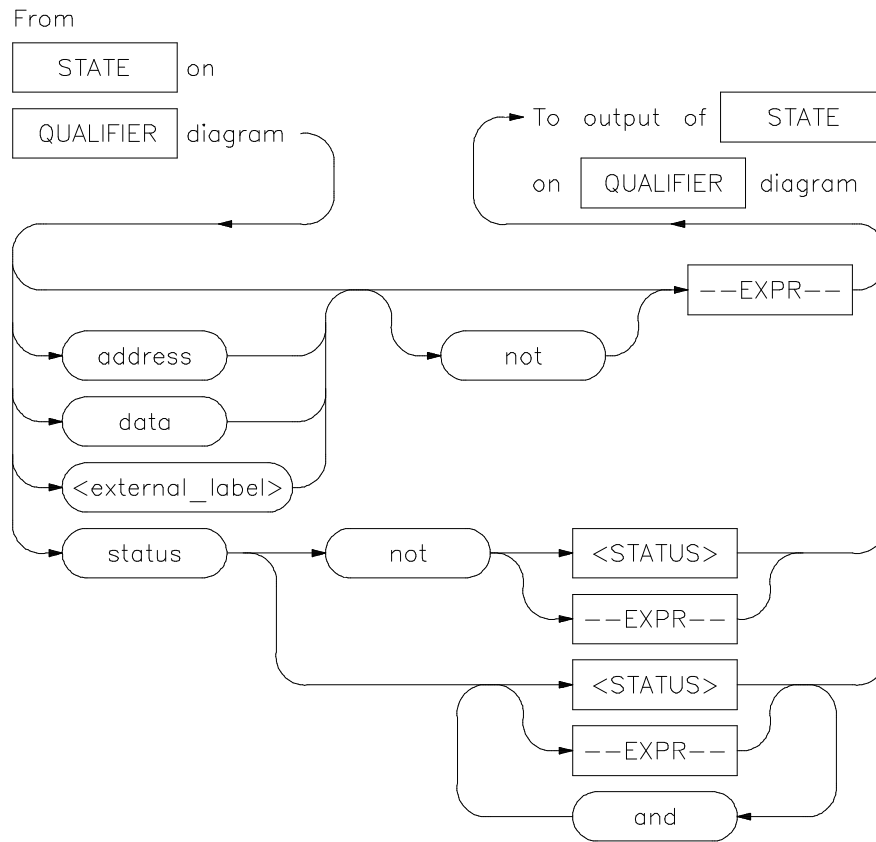 From
STATE on
QUALIFIER diagram
To output of STATE
on QUALIFIER diagram
--EXPR--
address
not
data
<external_label>
status
not
<STATUS>
--EXPR--
<STATUS>
--EXPR--
and